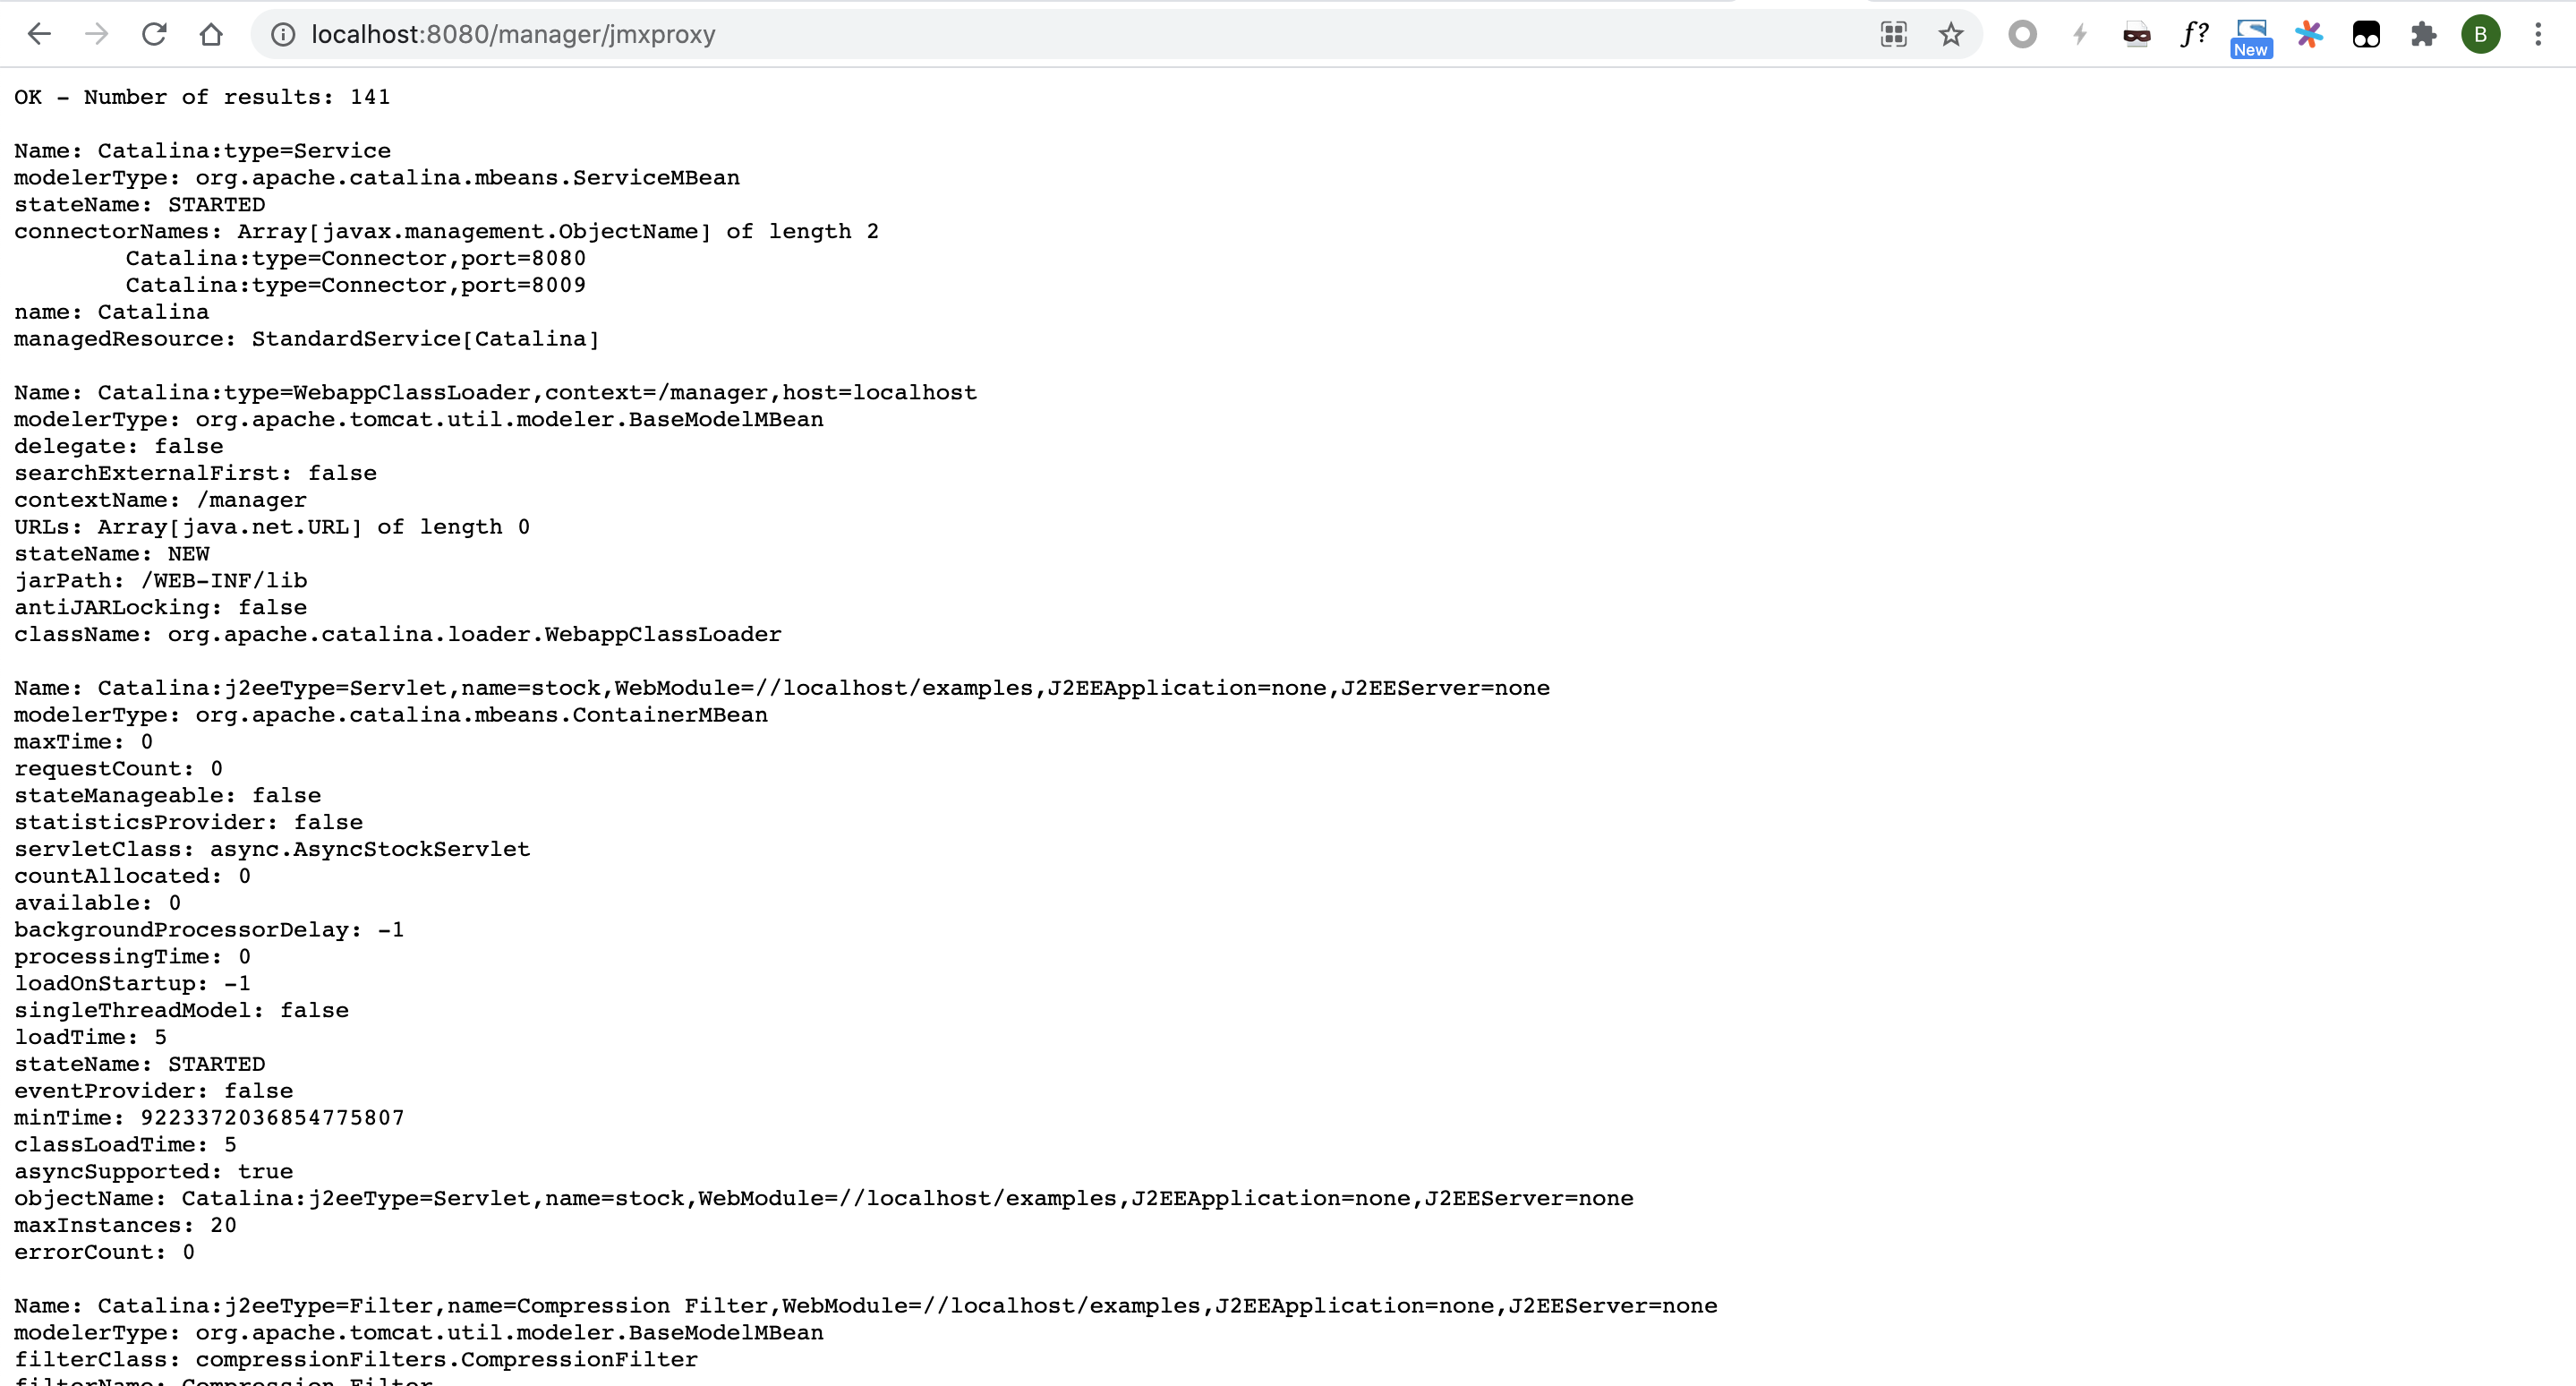 localhost:8080/manager/jmxproxy
f?
New
B
OK - Number of results: 141
Name: Catalina:type=Service
modelerType: org.apache.catalina.mbeans.ServiceMBean
stateName: STARTED
connectorNames: Array[javax.management.ObjectName] of length 2
Catalina:type=Connector,port=8080
Catalina:type=Connector,port=8009
name: Catalina
managedResource: StandardService[Catalina]
Name: Catalina:type=WebappClassLoader,context=/manager,host=localhost
modelerType: org.apache.tomcat.util.modeler.BaseModelMBean
delegate: false
searchExternalFirst: false
contextName: /manager
URLs: Array[java.net.URL] of length 0
stateName: NEW
jarPath: /WEB-INF/lib
antiJARLocking: false
className: org.apache.catalina.loader.WebappClassLoader
Name: Catalina:j2eeType=Servlet,name=stock,WebModule=//localhost/examples,J2EEApplication=none,J2EEServer=none
modelerType: org.apache.catalina.mbeans.ContainerMBean
maxTime: 0
requestCount: 0
stateManageable: false
statisticsProvider: false
servletClass: async.AsyncStockServlet
countAllocated: 0
available: 0
backgroundProcessorDelay: -1
processingTime: 0
loadOnStartup: -1
singleThreadModel: false
loadTime: 5
stateName: STARTED
eventProvider: false
minTime: 9223372036854775807
classLoadTime: 5
asyncSupported: true
objectName: Catalina:j2eeType=Servlet,name=stock,WebModule=//localhost/examples,J2EEApplication=none,J2EEServer=none
maxInstances: 20
errorCount: 0
Name: Catalina:j2eeType=Filter,name=Compression Filter,WebModule=//localhost/examples,J2EEApplication=none,J2EEServer=none
modelerType: org.apache.tomcat.util.modeler.BaseModelMBean
filterClass: compressionFilters.CompressionFilter
filterName: Compression Filter